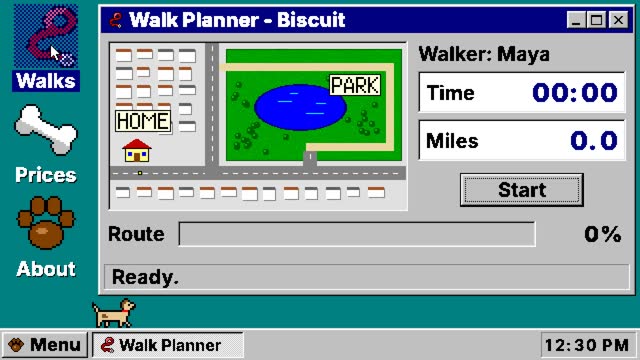 Walks
Prices
About
Walk Planner - Biscuit
HOME
PARK
Walker: Maya
Time 00:00
Miles 0.0
Start
Route 0%
Ready.
Menu
Walk Planner
12:30 PM